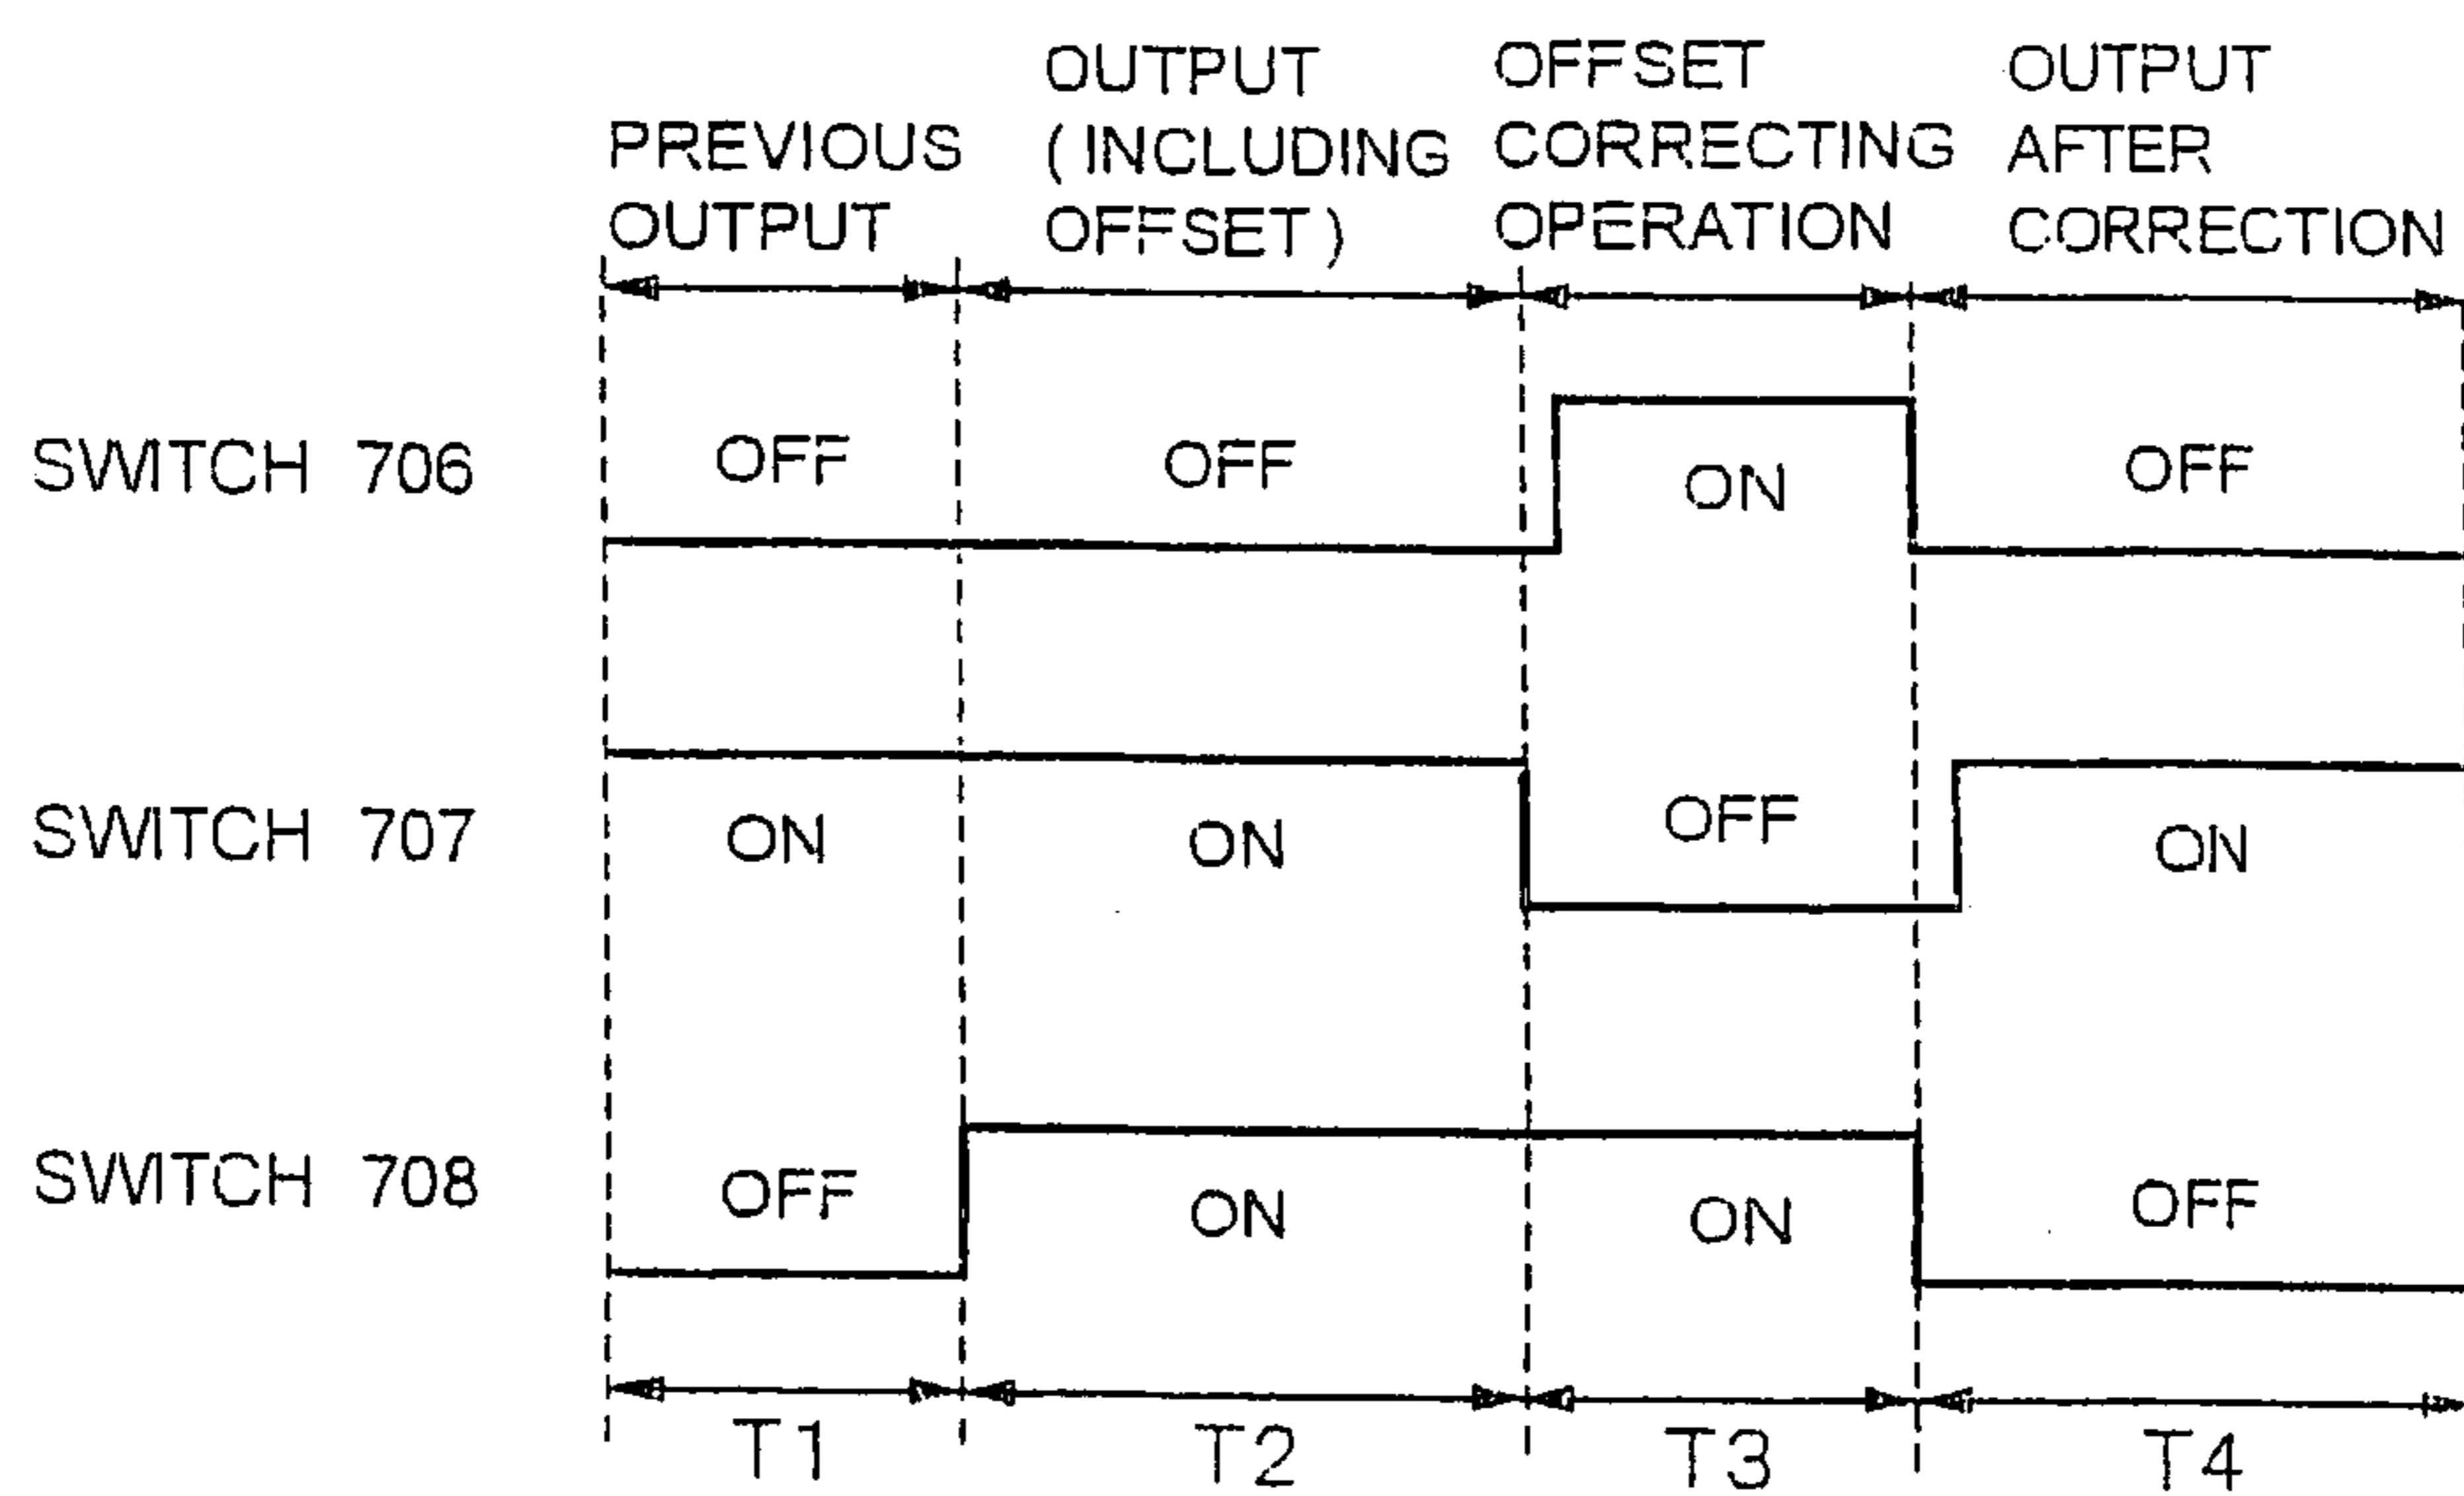 PREVIOUS
OUTPUT
OUTPUT
(INCLUDING
OFFSET)
OFFSET
CORRECTING
OPERATION
OUTPUT
AFTER
CORRECTION
SWITCH 706
OFF
OFF
ON
OFF
SWITCH 707
ON
ON
OFF
ON
SWITCH 708
OFF
ON
ON
OFF
T1
T2
T3
T4